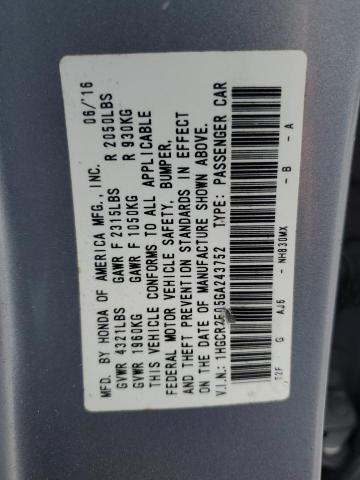 MFD. BY HONDA OF AMERICA MFG., INC. 06/'16
GVWR 4321LBS GAWR F 2315LBS R 2050LBS
GVWR 1960KG GAWR F 1050KG R 930KG
THIS VEHICLE CONFORMS TO ALL APPLICABLE
FEDERAL MOTOR VEHICLE SAFETY, BUMPER,
AND THEFT PREVENTION STANDARDS IN EFFECT
ON THE DATE OF MANUFACTURE SHOWN ABOVE.
V.I.N.: 1HGCR2F05GA243752 TYPE: PASSENGER CAR
T2F G AJ6 - NH830MX - B - A